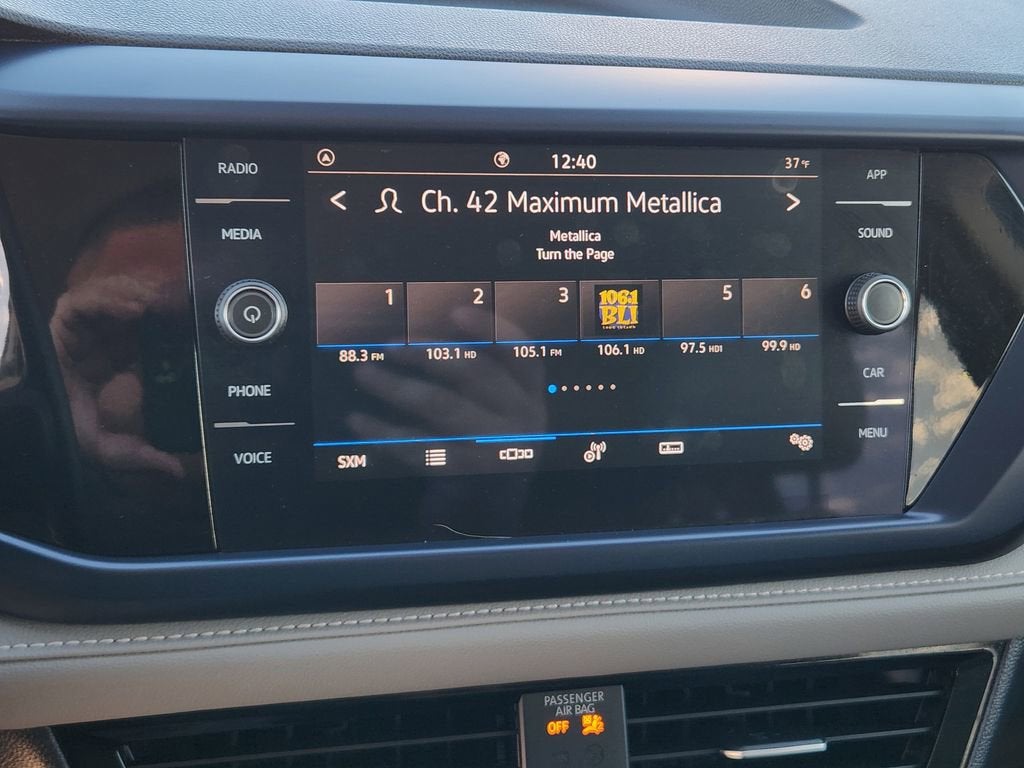 RADIO
MEDIA
PHONE
VOICE
12:40
37°F
< Ch. 42 Maximum Metallica >
Metallica
Turn the Page
1 2 3 106.1 BLI LONG ISLAND 5 6
88.3 FM 103.1 HD 105.1 FM 106.1 HD 97.5 HD1 99.9 HD
SXM
APP
SOUND
CAR
MENU
PASSENGER
AIR BAG
OFF